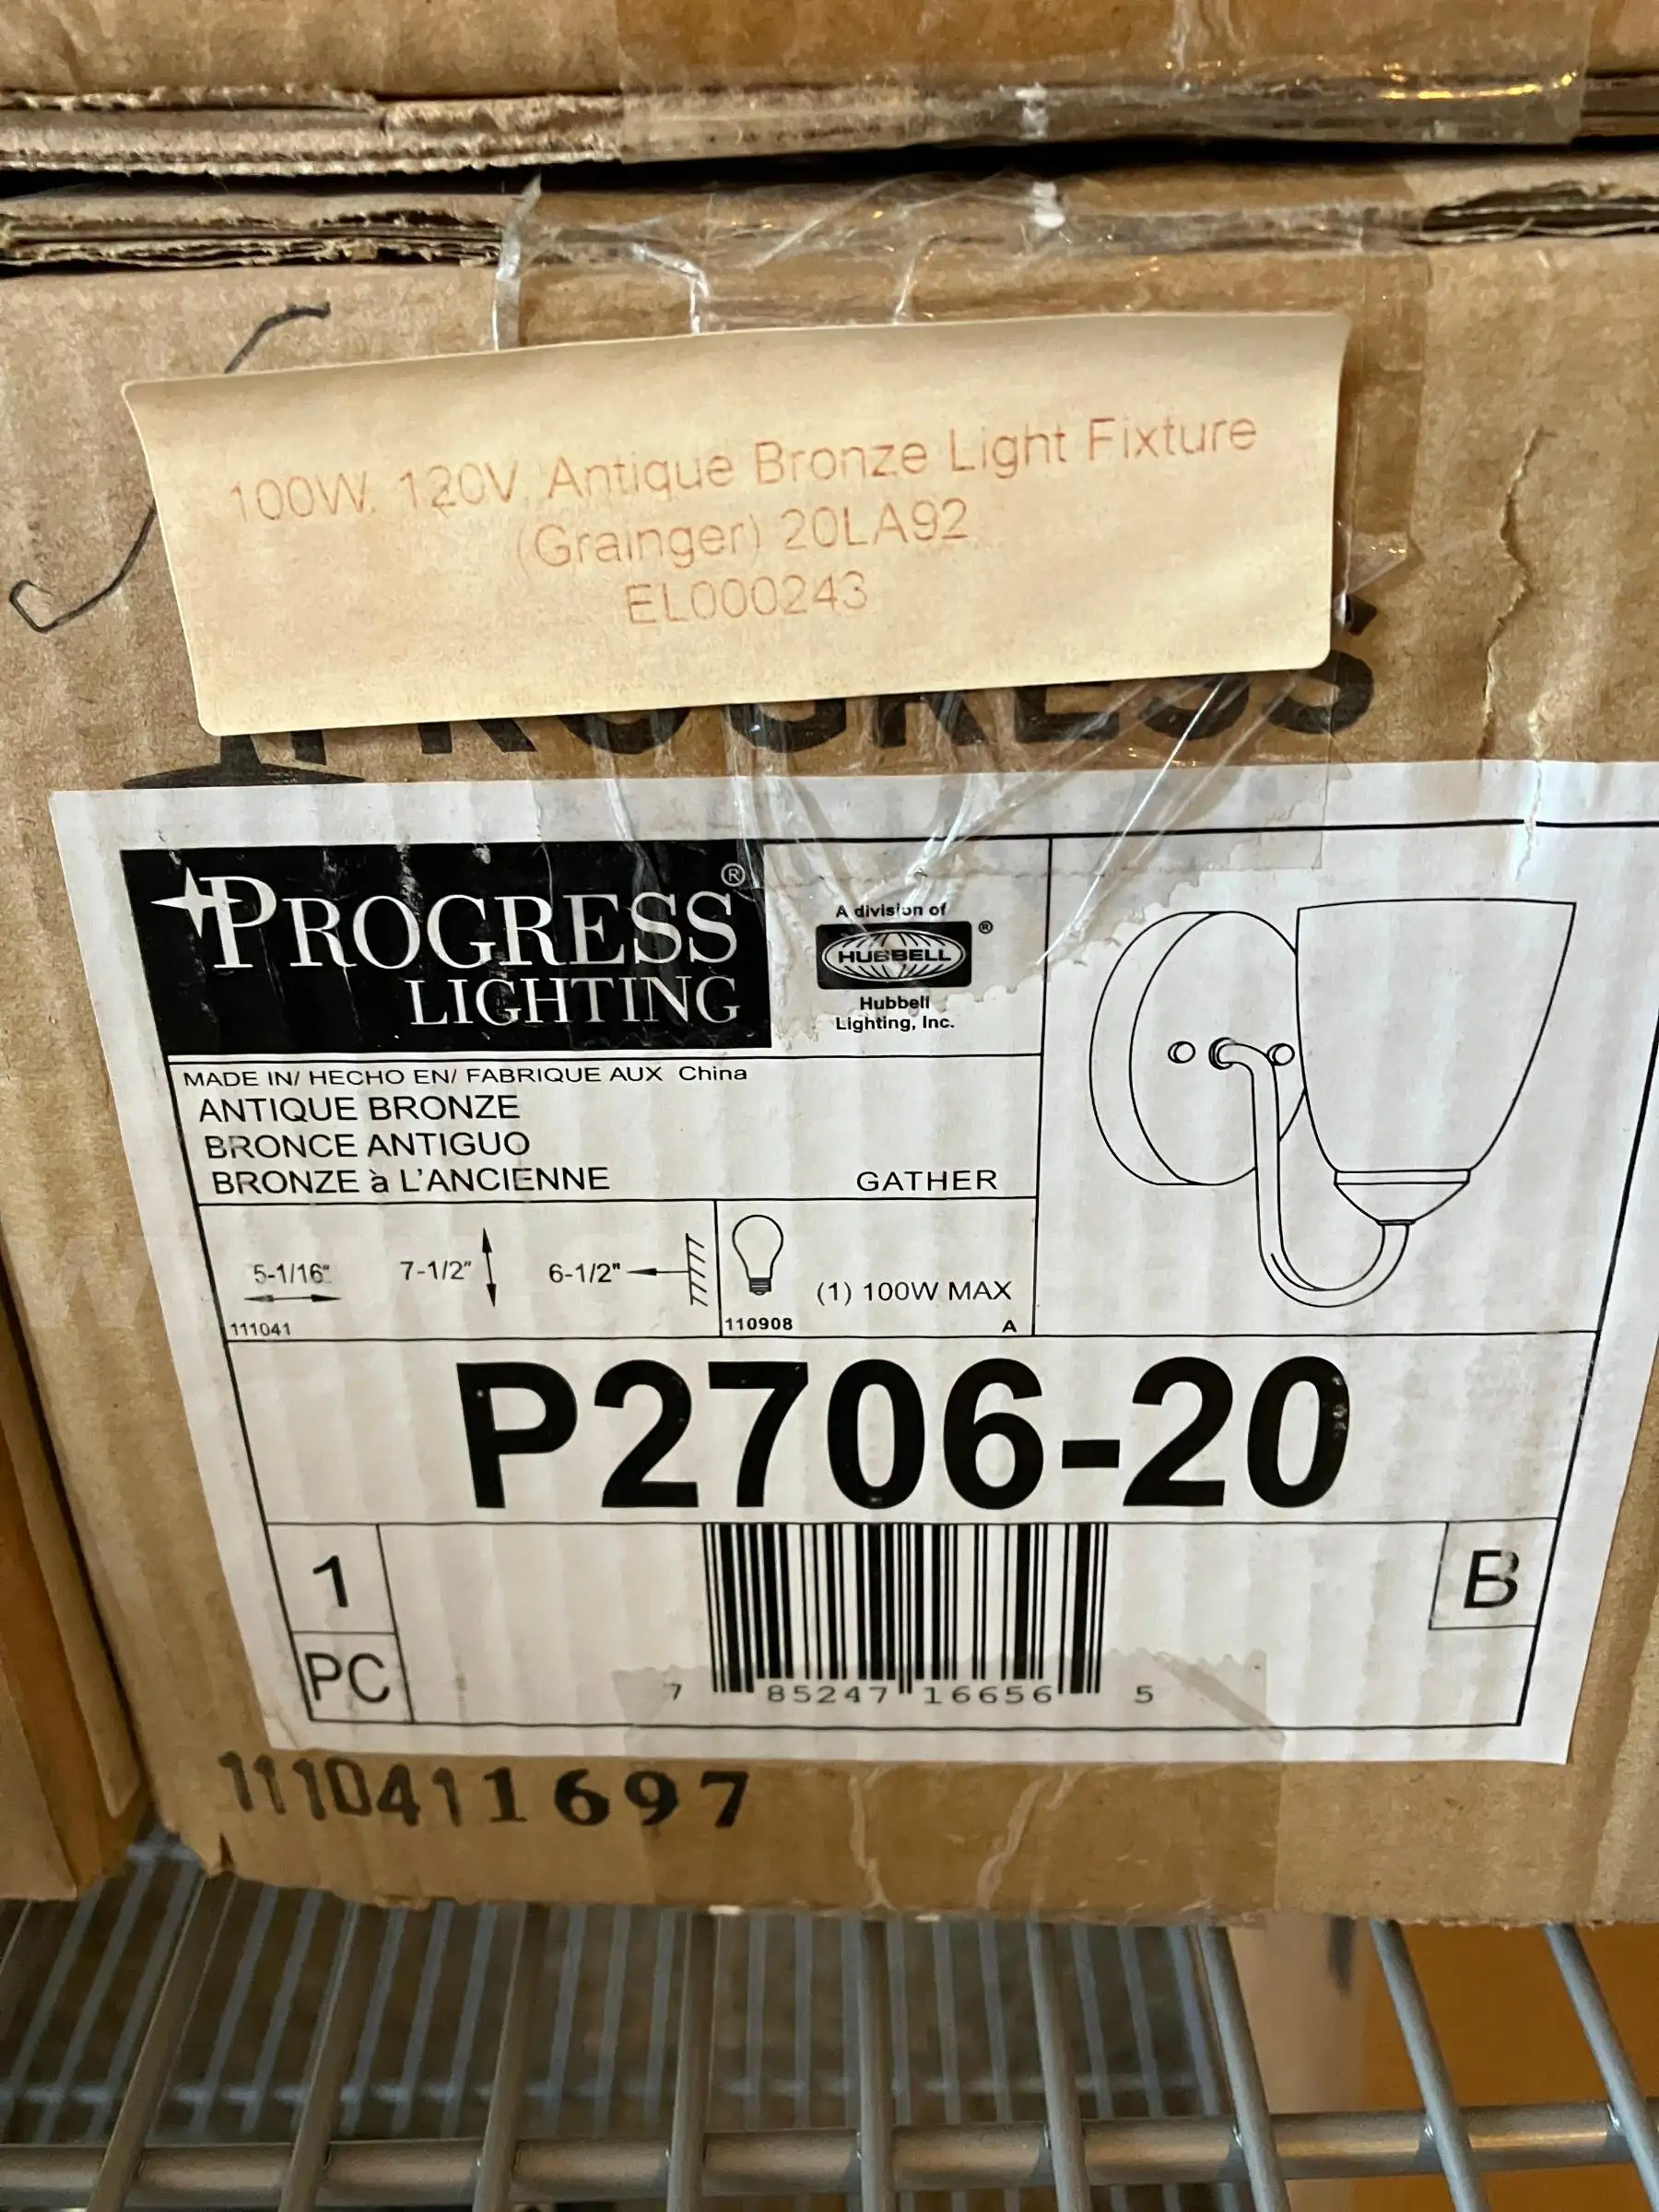 100W, 120V, Antique Bronze Light Fixture
(Grainger) 20LA92
EL000243
PROGRESS
PROGRESS®
LIGHTING
A division of
HUBBELL®
Hubbell
Lighting, Inc.
MADE IN/ HECHO EN/ FABRIQUE AUX China
ANTIQUE BRONZE
BRONCE ANTIGUO
BRONZE à L'ANCIENNE
GATHER
5-1/16" 7-1/2" 6-1/2"
(1) 100W MAX
111041
110908
A
P2706-20
1
PC
B
7 85247 16656 5
1110411697